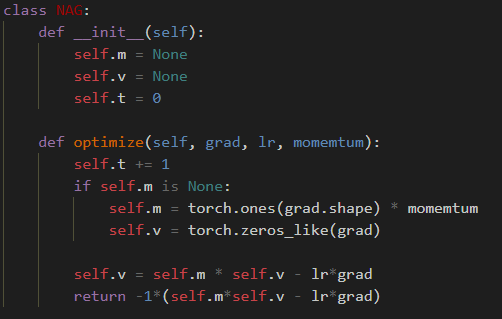 class NAG:
    def __init__(self):
        self.m = None
        self.v = None
        self.t = 0

    def optimize(self, grad, lr, momemtum):
        self.t += 1
        if self.m is None:
            self.m = torch.ones(grad.shape) * momemtum
            self.v = torch.zeros_like(grad)

        self.v = self.m * self.v - lr*grad
        return -1*(self.m*self.v - lr*grad)